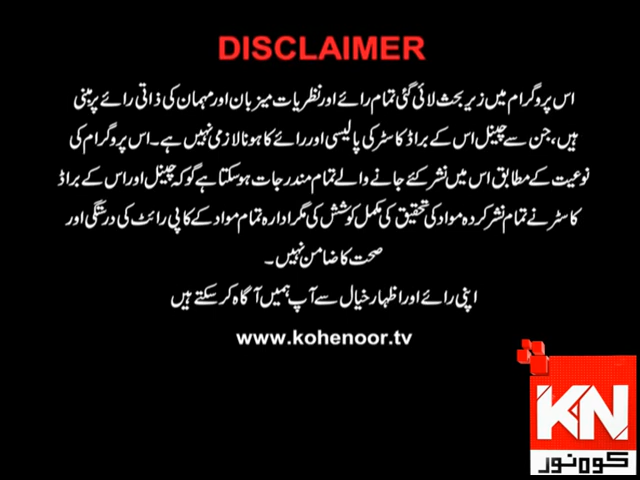 DISCLAIMER
اس پروگرام میں زیر بحث لائی گئی تمام رائے اور نظریات میزبان اور مہمان کی ذاتی رائے پر مبنی
ہیں، جن سے چینل اس کے براڈ کاسٹر کی پالیسی اور رائے کا ہونا لازمی نہیں ہے۔ اس پروگرام کی
نوعیت کے مطابق اس میں نشر کئے جانے والے تمام مندرجات ہو سکتا ہے گو کہ چینل اور اس کے براڈ
کاسٹر نے تمام نشر کردہ مواد کی تحقیق کی مکمل کوشش کی مگر ادارہ تمام مواد کے کاپی رائٹ کی درستگی اور
صحت کا ضامن نہیں۔
اپنی رائے اور اظہار خیال سے آپ ہمیں آگاہ کر سکتے ہیں
www.kohenoor.tv
KN
کوہ نور